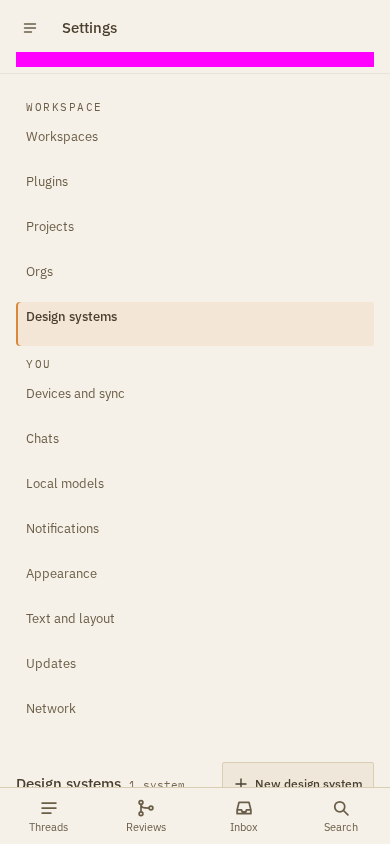 Settings
WORKSPACE
Workspaces
Plugins
Projects
Orgs
Design systems
YOU
Devices and sync
Chats
Local models
Notifications
Appearance
Text and layout
Updates
Network
Design systems 1 system
New design system
Threads
Reviews
Inbox
Search